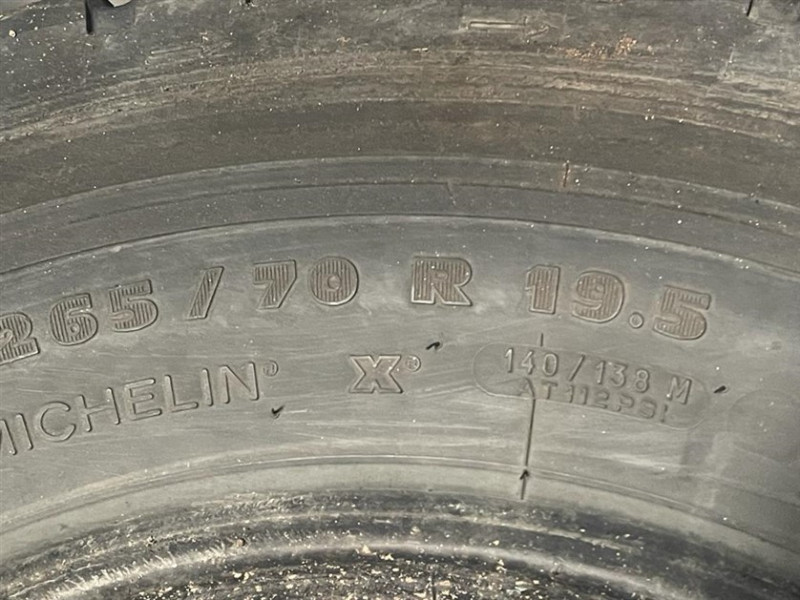 265/70 R 19.5
MICHELIN® X®
140/138 M
AT 112 PSI